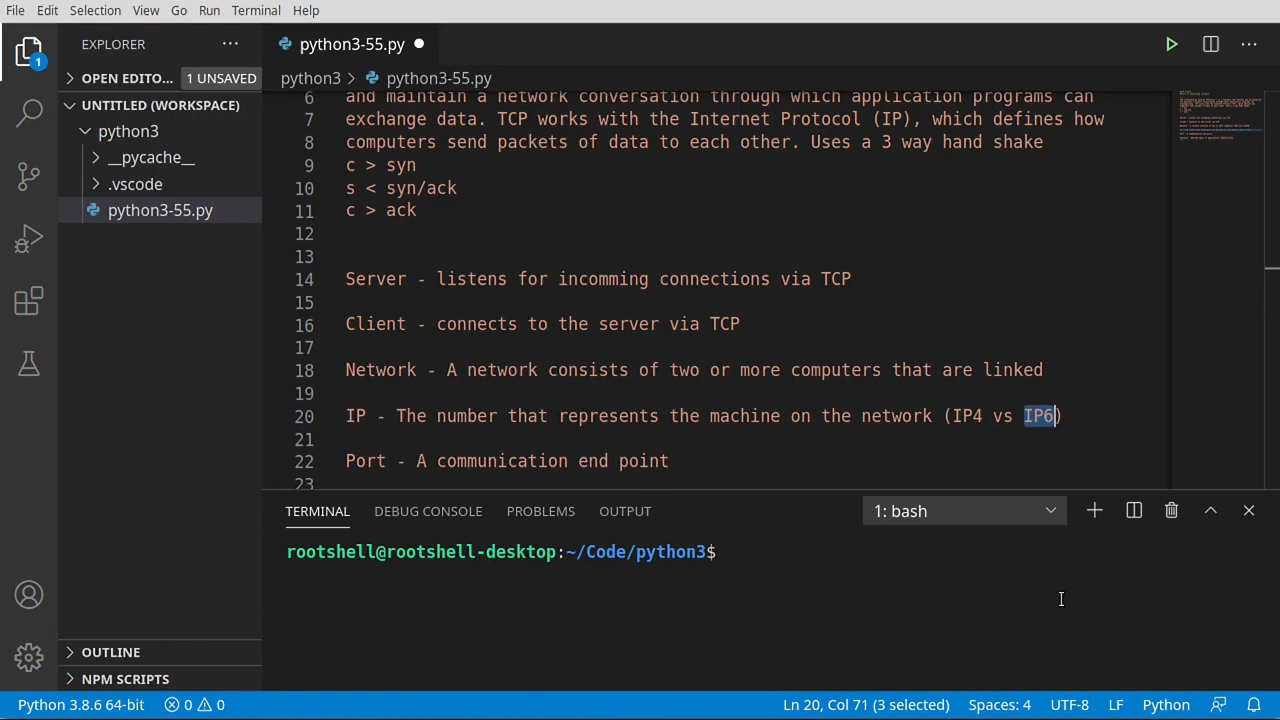 File Edit Selection View Go Run Terminal Help
EXPLORER
python3-55.py
OPEN EDITO... 1 UNSAVED
python3 > python3-55.py
UNTITLED (WORKSPACE)
python3
__pycache__
.vscode
python3-55.py
6 and maintain a network conversation through which application programs can
7 exchange data. TCP works with the Internet Protocol (IP), which defines how
8 computers send packets of data to each other. Uses a 3 way hand shake
9 c > syn
10 s < syn/ack
11 c > ack
12
13
14 Server - listens for incomming connections via TCP
15
16 Client - connects to the server via TCP
17
18 Network - A network consists of two or more computers that are linked
19
20 IP - The number that represents the machine on the network (IP4 vs IP6)
21
22 Port - A communication end point
23
TERMINAL DEBUG CONSOLE PROBLEMS OUTPUT 1: bash
rootshell@rootshell-desktop:~/Code/python3$
OUTLINE
NPM SCRIPTS
1
Python 3.8.6 64-bit 0 0 Ln 20, Col 71 (3 selected) Spaces: 4 UTF-8 LF Python